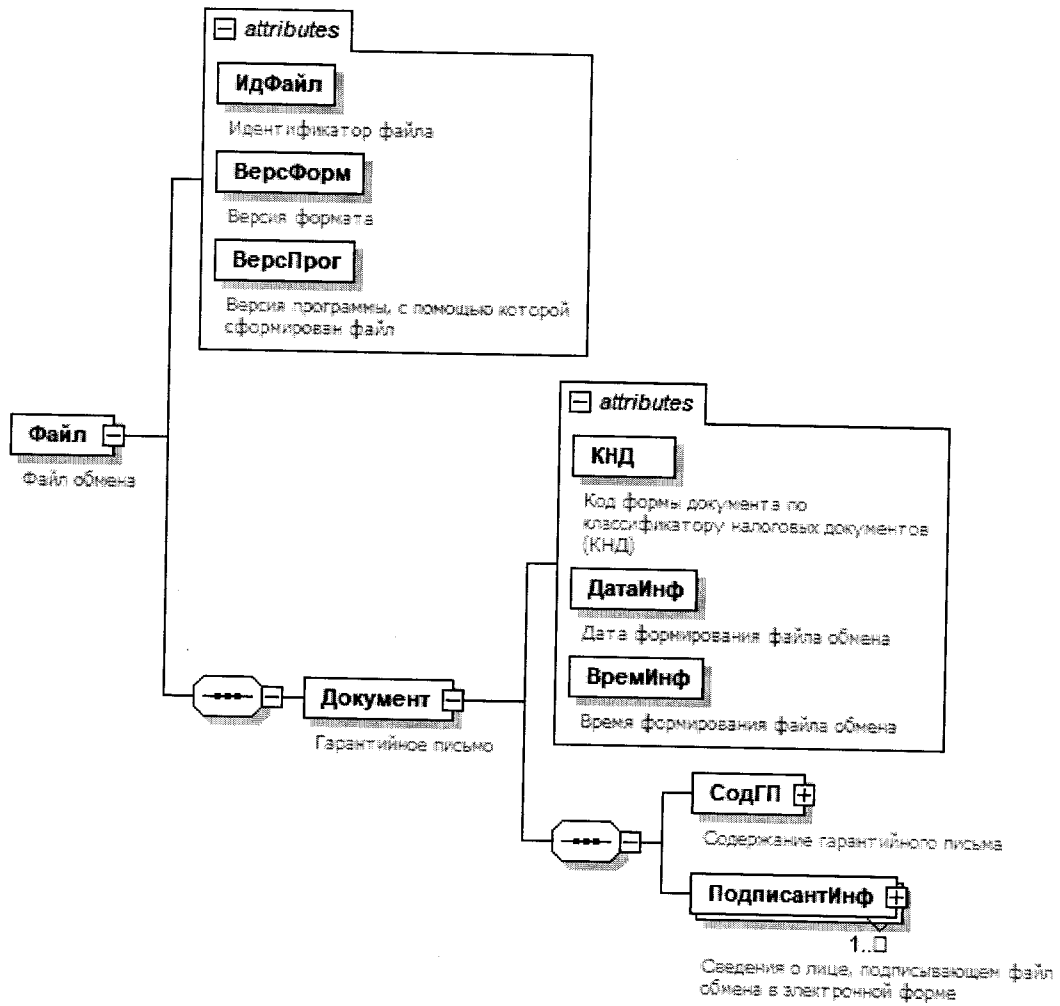 attributes
ИдФайл
Идентификатор файла
ВерсФорм
Версия формата
ВерсПрог
Версия программы, с помощью которой
сформирован файл
Файл
Файл обмена
Документ
Гарантийное письмо
attributes
КНД
Код формы документа по
классификатору налоговых документов
(КНД)
ДатаИнф
Дата формирования файла обмена
ВремИнф
Время формирования файла обмена
СодГП
Содержание гарантийного письма
ПодписантИнф
1..□
Сведения о лице, подписывающем файл
обмена в электронной форме